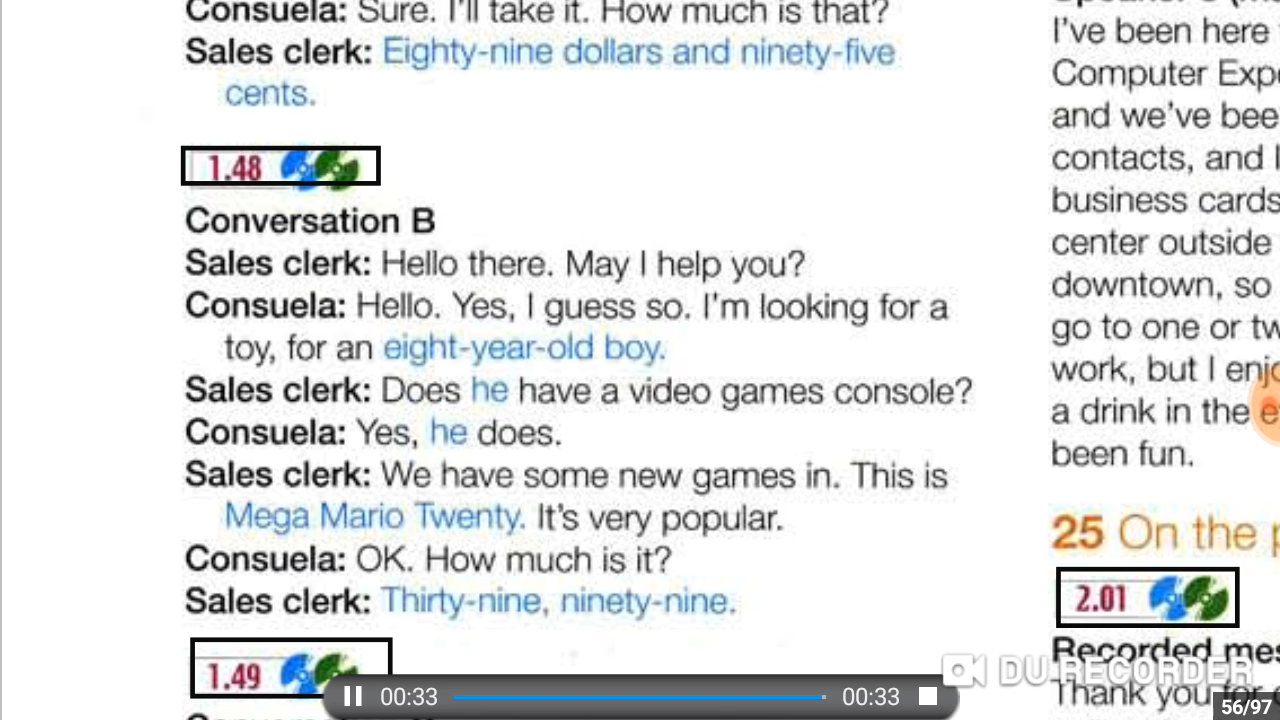 Consuela: Sure. I'll take it. How much is that?
Sales clerk: Eighty-nine dollars and ninety-five
cents.
1.48
Conversation B
Sales clerk: Hello there. May I help you?
Consuela: Hello. Yes, I guess so. I'm looking for a
toy, for an eight-year-old boy.
Sales clerk: Does he have a video games console?
Consuela: Yes, he does.
Sales clerk: We have some new games in. This is
Mega Mario Twenty. It's very popular.
Consuela: OK. How much is it?
Sales clerk: Thirty-nine, ninety-nine.
1.49
I've been here
Computer
and we've
contacts, and
business cards
center outside
downtown, so
go to one or
work, but I
a drink in the
been fun.
25 On the
2.01
Recorded
Thank you for
DU RECORDER
00:33
00:33
56/97